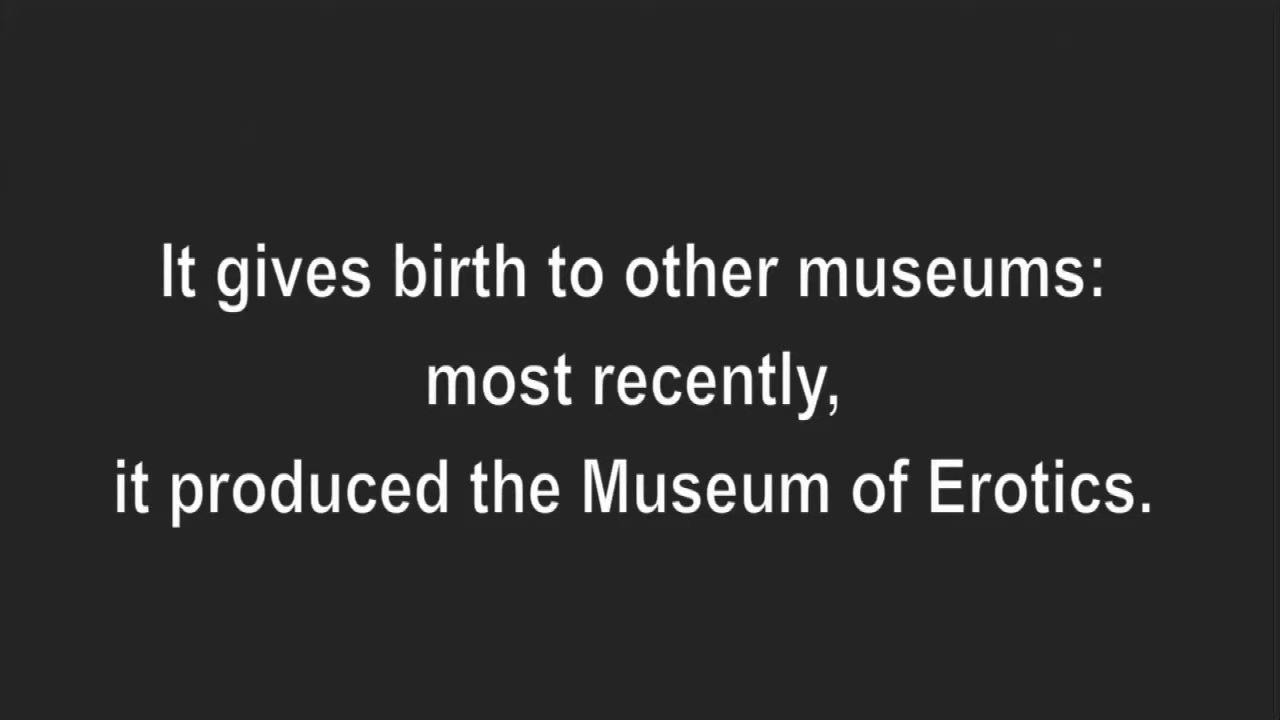 It gives birth to other museums:
most recently,
it produced the Museum of Erotics.